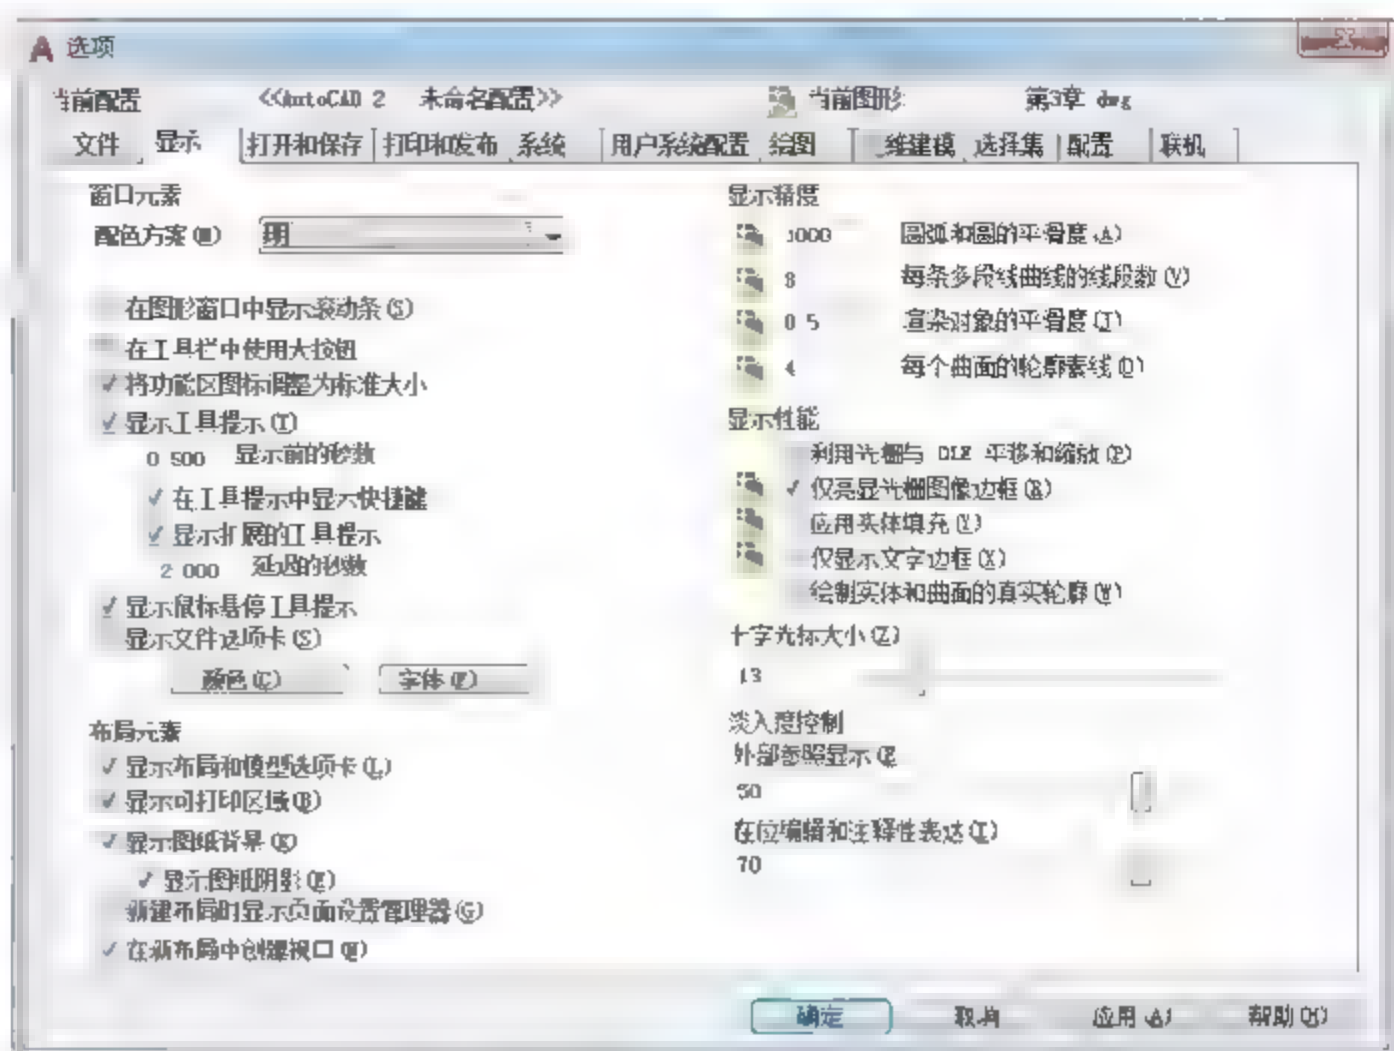 选项
当前配置 <<AutoCAD 2 未命名配置>> 当前图形: 第3章 dwg
文件 显示 打开和保存 打印和发布 系统 用户系统配置 绘图 维建模 选择集 配置 联机
窗口元素
配色方案(M) 明
在图形窗口中显示滚动条(S)
在工具栏中使用大按钮
将功能区图标调整为标准大小
显示工具提示(T)
0 500 显示前的秒数
在工具提示中显示快捷键
显示扩展的工具提示
2 000 延迟的秒数
显示鼠标悬停工具提示
显示文件选项卡(S)
颜色(C) 字体(F)
布局元素
显示布局和模型选项卡(L)
显示可打印区域(B)
显示图纸背景(K)
显示图纸阴影(E)
新建布局时显示页面设置管理器(G)
在新布局中创建视口(N)
显示精度
1000 圆弧和圆的平滑度(A)
8 每条多段线曲线的线段数(V)
0 5 渲染对象的平滑度(J)
4 每个曲面的轮廓素线(O)
显示性能
利用光栅与 OLE 平移和缩放(P)
仅亮显光栅图像边框(R)
应用实体填充(Y)
仅显示文字边框(X)
绘制实体和曲面的真实轮廓(W)
十字光标大小(Z)
13
淡入度控制
外部参照显示(E
50
在位编辑和注释性表达(I)
70
确定 取消 应用(A) 帮助(H)